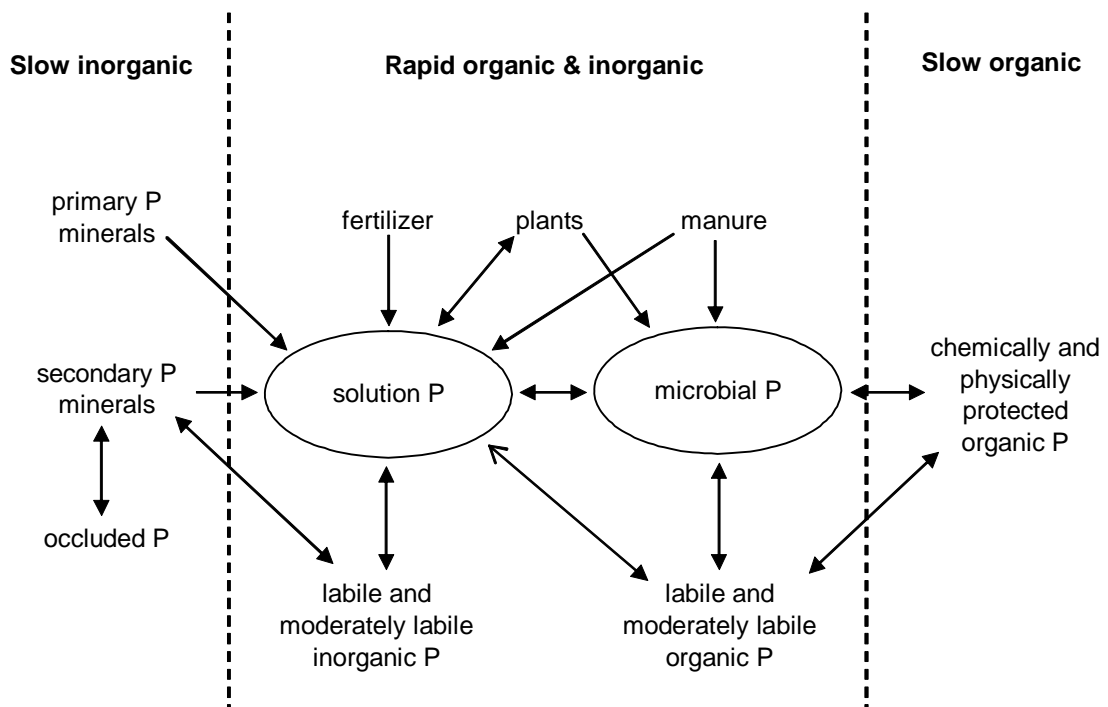 Slow inorganic
Rapid organic & inorganic
Slow organic
primary P
minerals
fertilizer
plants
manure
secondary P
minerals
solution P
microbial P
chemically and
physically
protected
organic P
occluded P
labile and
moderately labile
inorganic P
labile and
moderately labile
organic P